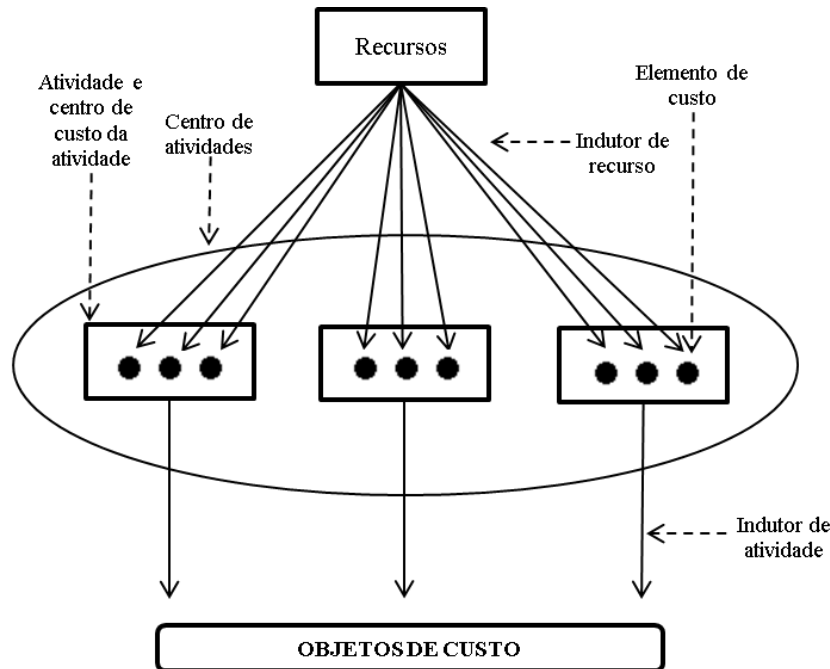 Recursos
Atividade e
centro de
custo da
atividade
Centro de
atividades
Indutor de
recurso
Elemento de
custo
Indutor de
atividade
OBJETOS DE CUSTO